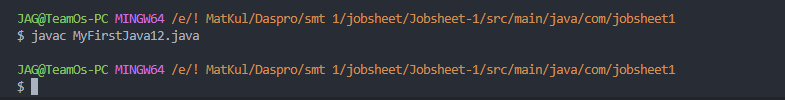 JAG@TeamOs-PC MINGW64 /e/! MatKul/Daspro/smt 1/jobsheet/Jobsheet-1/src/main/java/com/jobsheet1
$ javac MyFirstJava12.java
JAG@TeamOs-PC MINGW64 /e/! MatKul/Daspro/smt 1/jobsheet/Jobsheet-1/src/main/java/com/jobsheet1
$